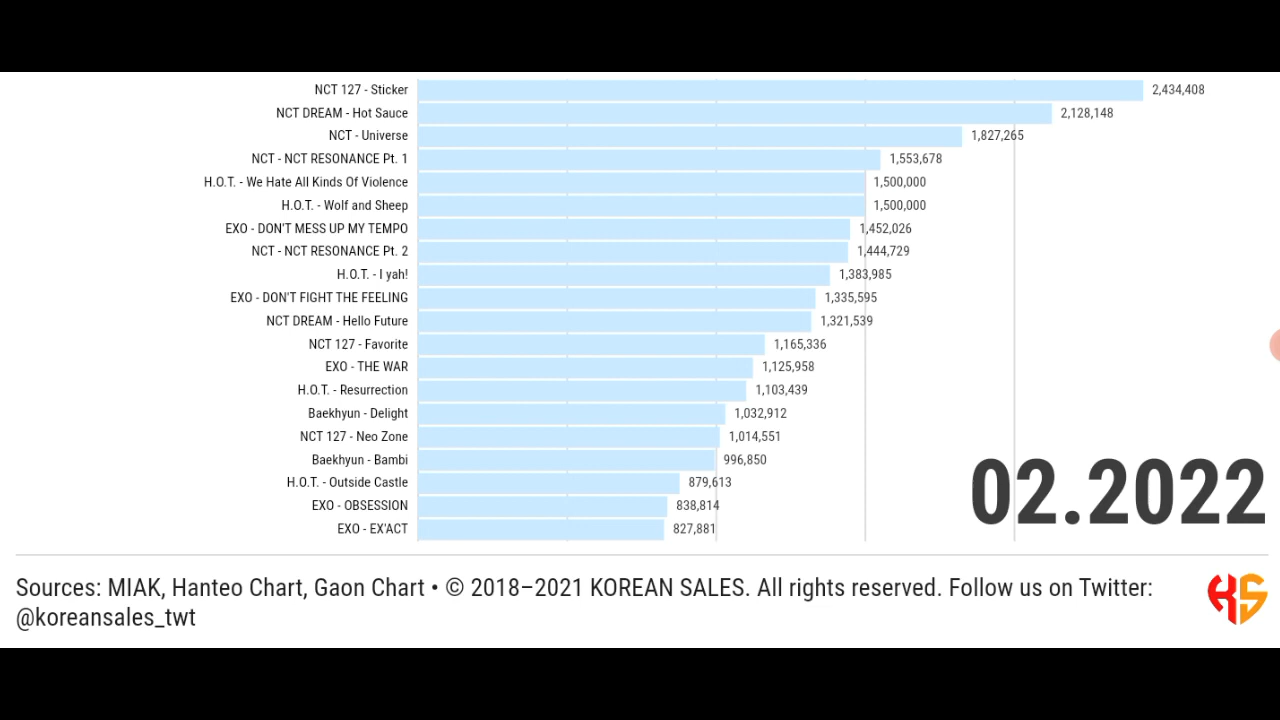 NCT 127 - Sticker 2,434,408
NCT DREAM - Hot Sauce 2,128,148
NCT - Universe 1,827,265
NCT - NCT RESONANCE Pt. 1 1,553,678
H.O.T. - We Hate All Kinds Of Violence 1,500,000
H.O.T. - Wolf and Sheep 1,500,000
EXO - DON'T MESS UP MY TEMPO 1,452,026
NCT - NCT RESONANCE Pt. 2 1,444,729
H.O.T. - I yah! 1,383,985
EXO - DON'T FIGHT THE FEELING 1,335,595
NCT DREAM - Hello Future 1,321,539
NCT 127 - Favorite 1,165,336
EXO - THE WAR 1,125,958
H.O.T. - Resurrection 1,103,439
Baekhyun - Delight 1,032,912
NCT 127 - Neo Zone 1,014,551
Baekhyun - Bambi 996,850
H.O.T. - Outside Castle 879,613
EXO - OBSESSION 838,814
EXO - EX'ACT 827,881
02.2022
Sources: MIAK, Hanteo Chart, Gaon Chart • © 2018–2021 KOREAN SALES. All rights reserved. Follow us on Twitter:
@koreansales_twt
KS